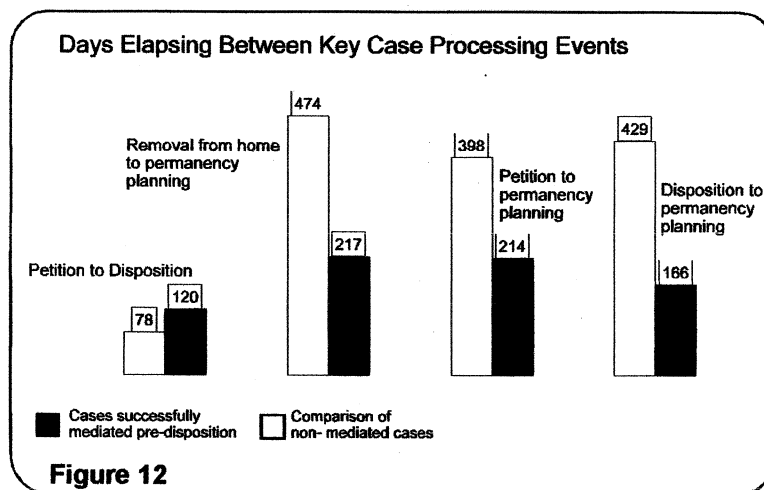 Days Elapsing Between Key Case Processing Events
474
Removal from home
to permanency
planning
398
429
Petition to
permanency
planning
Disposition to
permanency
planning
217
214
166
Petition to Disposition
120
78
Cases successfully
mediated pre-disposition
Comparison of
non- mediated cases
Figure 12